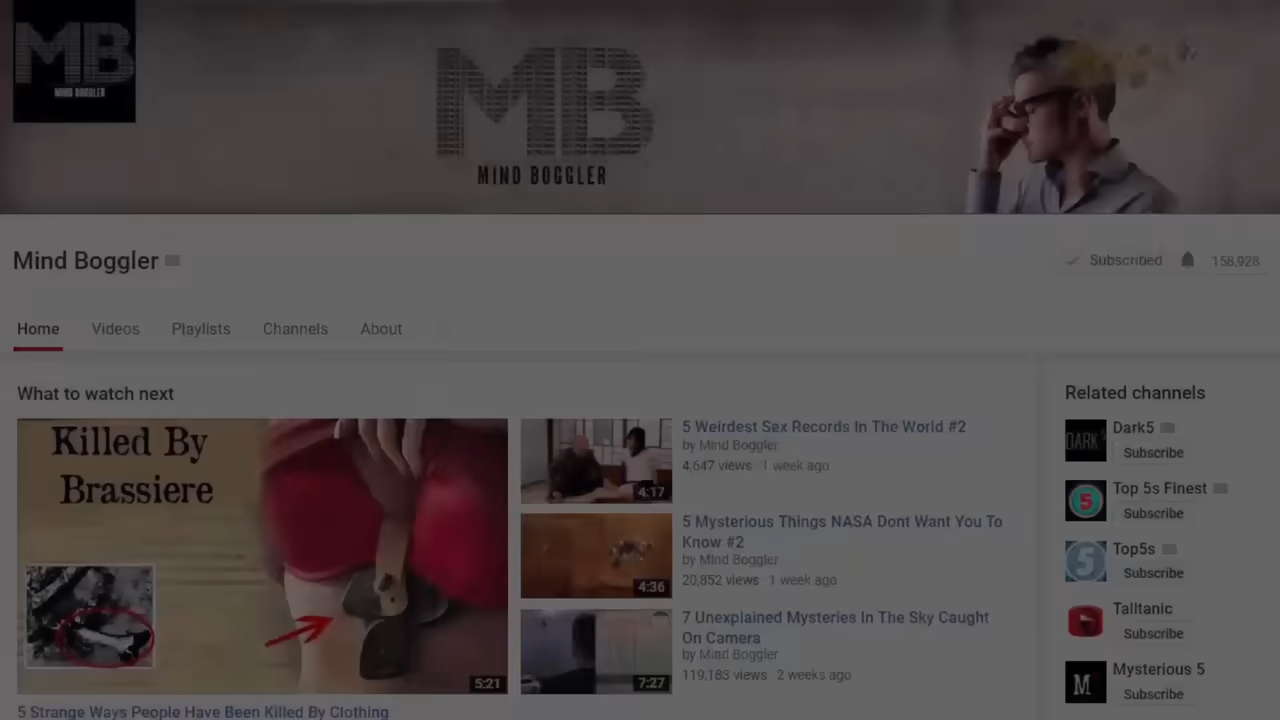 MB
MIND BOGGLER
MB
MIND BOGGLER
Mind Boggler
Subscribed 158,928
Home Videos Playlists Channels About
What to watch next
Killed By
Brassiere
5:21
5 Strange Ways People Have Been Killed By Clothing
4:17
5 Weirdest Sex Records In The World #2
by Mind Boggler
4,647 views 1 week ago
4:36
5 Mysterious Things NASA Dont Want You To
Know #2
by Mind Boggler
20,852 views 1 week ago
7:27
7 Unexplained Mysteries In The Sky Caught
On Camera
by Mind Boggler
119,183 views 2 weeks ago
Related channels
DARK5
Dark5
Subscribe
5
Top 5s Finest
Subscribe
5
Top5s
Subscribe
Talltanic
Subscribe
M
Mysterious 5
Subscribe